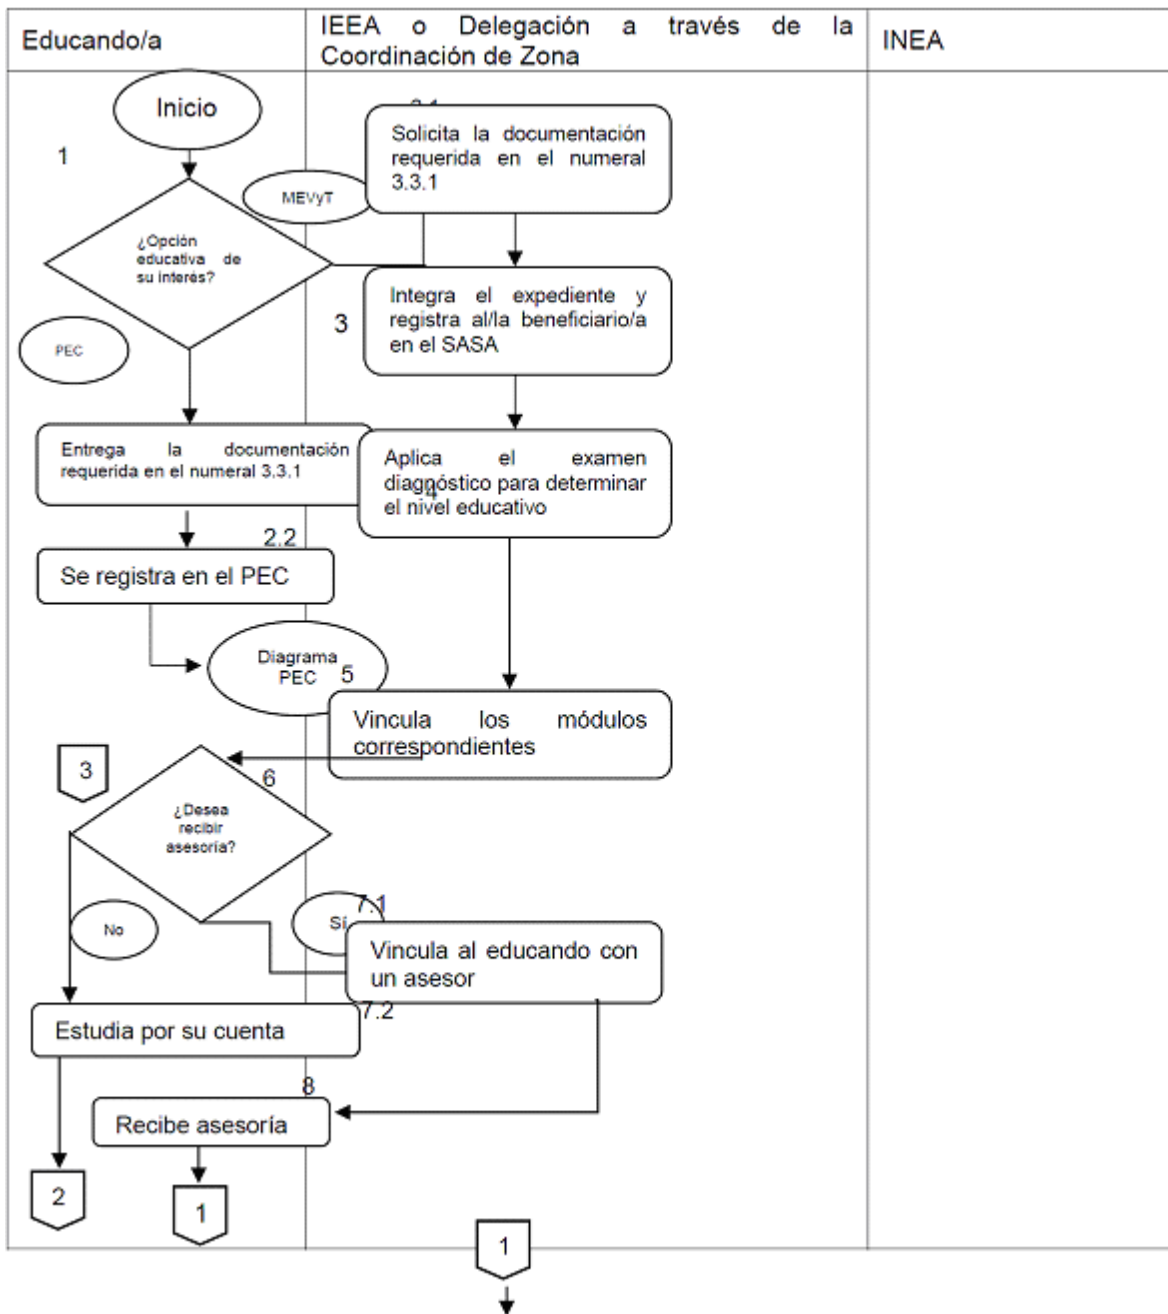 Educando/a
IEEA o Delegación a través de la
Coordinación de Zona
INEA
Inicio
1
Solicita la documentación
requerida en el numeral
3.3.1
MEVyT
¿Opción
educativa de
su interés?
Integra el expediente y
registra al/la beneficiario/a
en el SASA
3
PEC
Entrega la documentación
requerida en el numeral 3.3.1
Aplica el examen
diagnóstico para determinar
el nivel educativo
4
2.2
Se registra en el PEC
Diagrama
PEC
5
Vincula los módulos
correspondientes
3
6
¿Desea
recibir
asesoría?
No
Sí
7.1
Vincula al educando con
un asesor
7.2
Estudia por su cuenta
8
Recibe asesoría
2
1
1